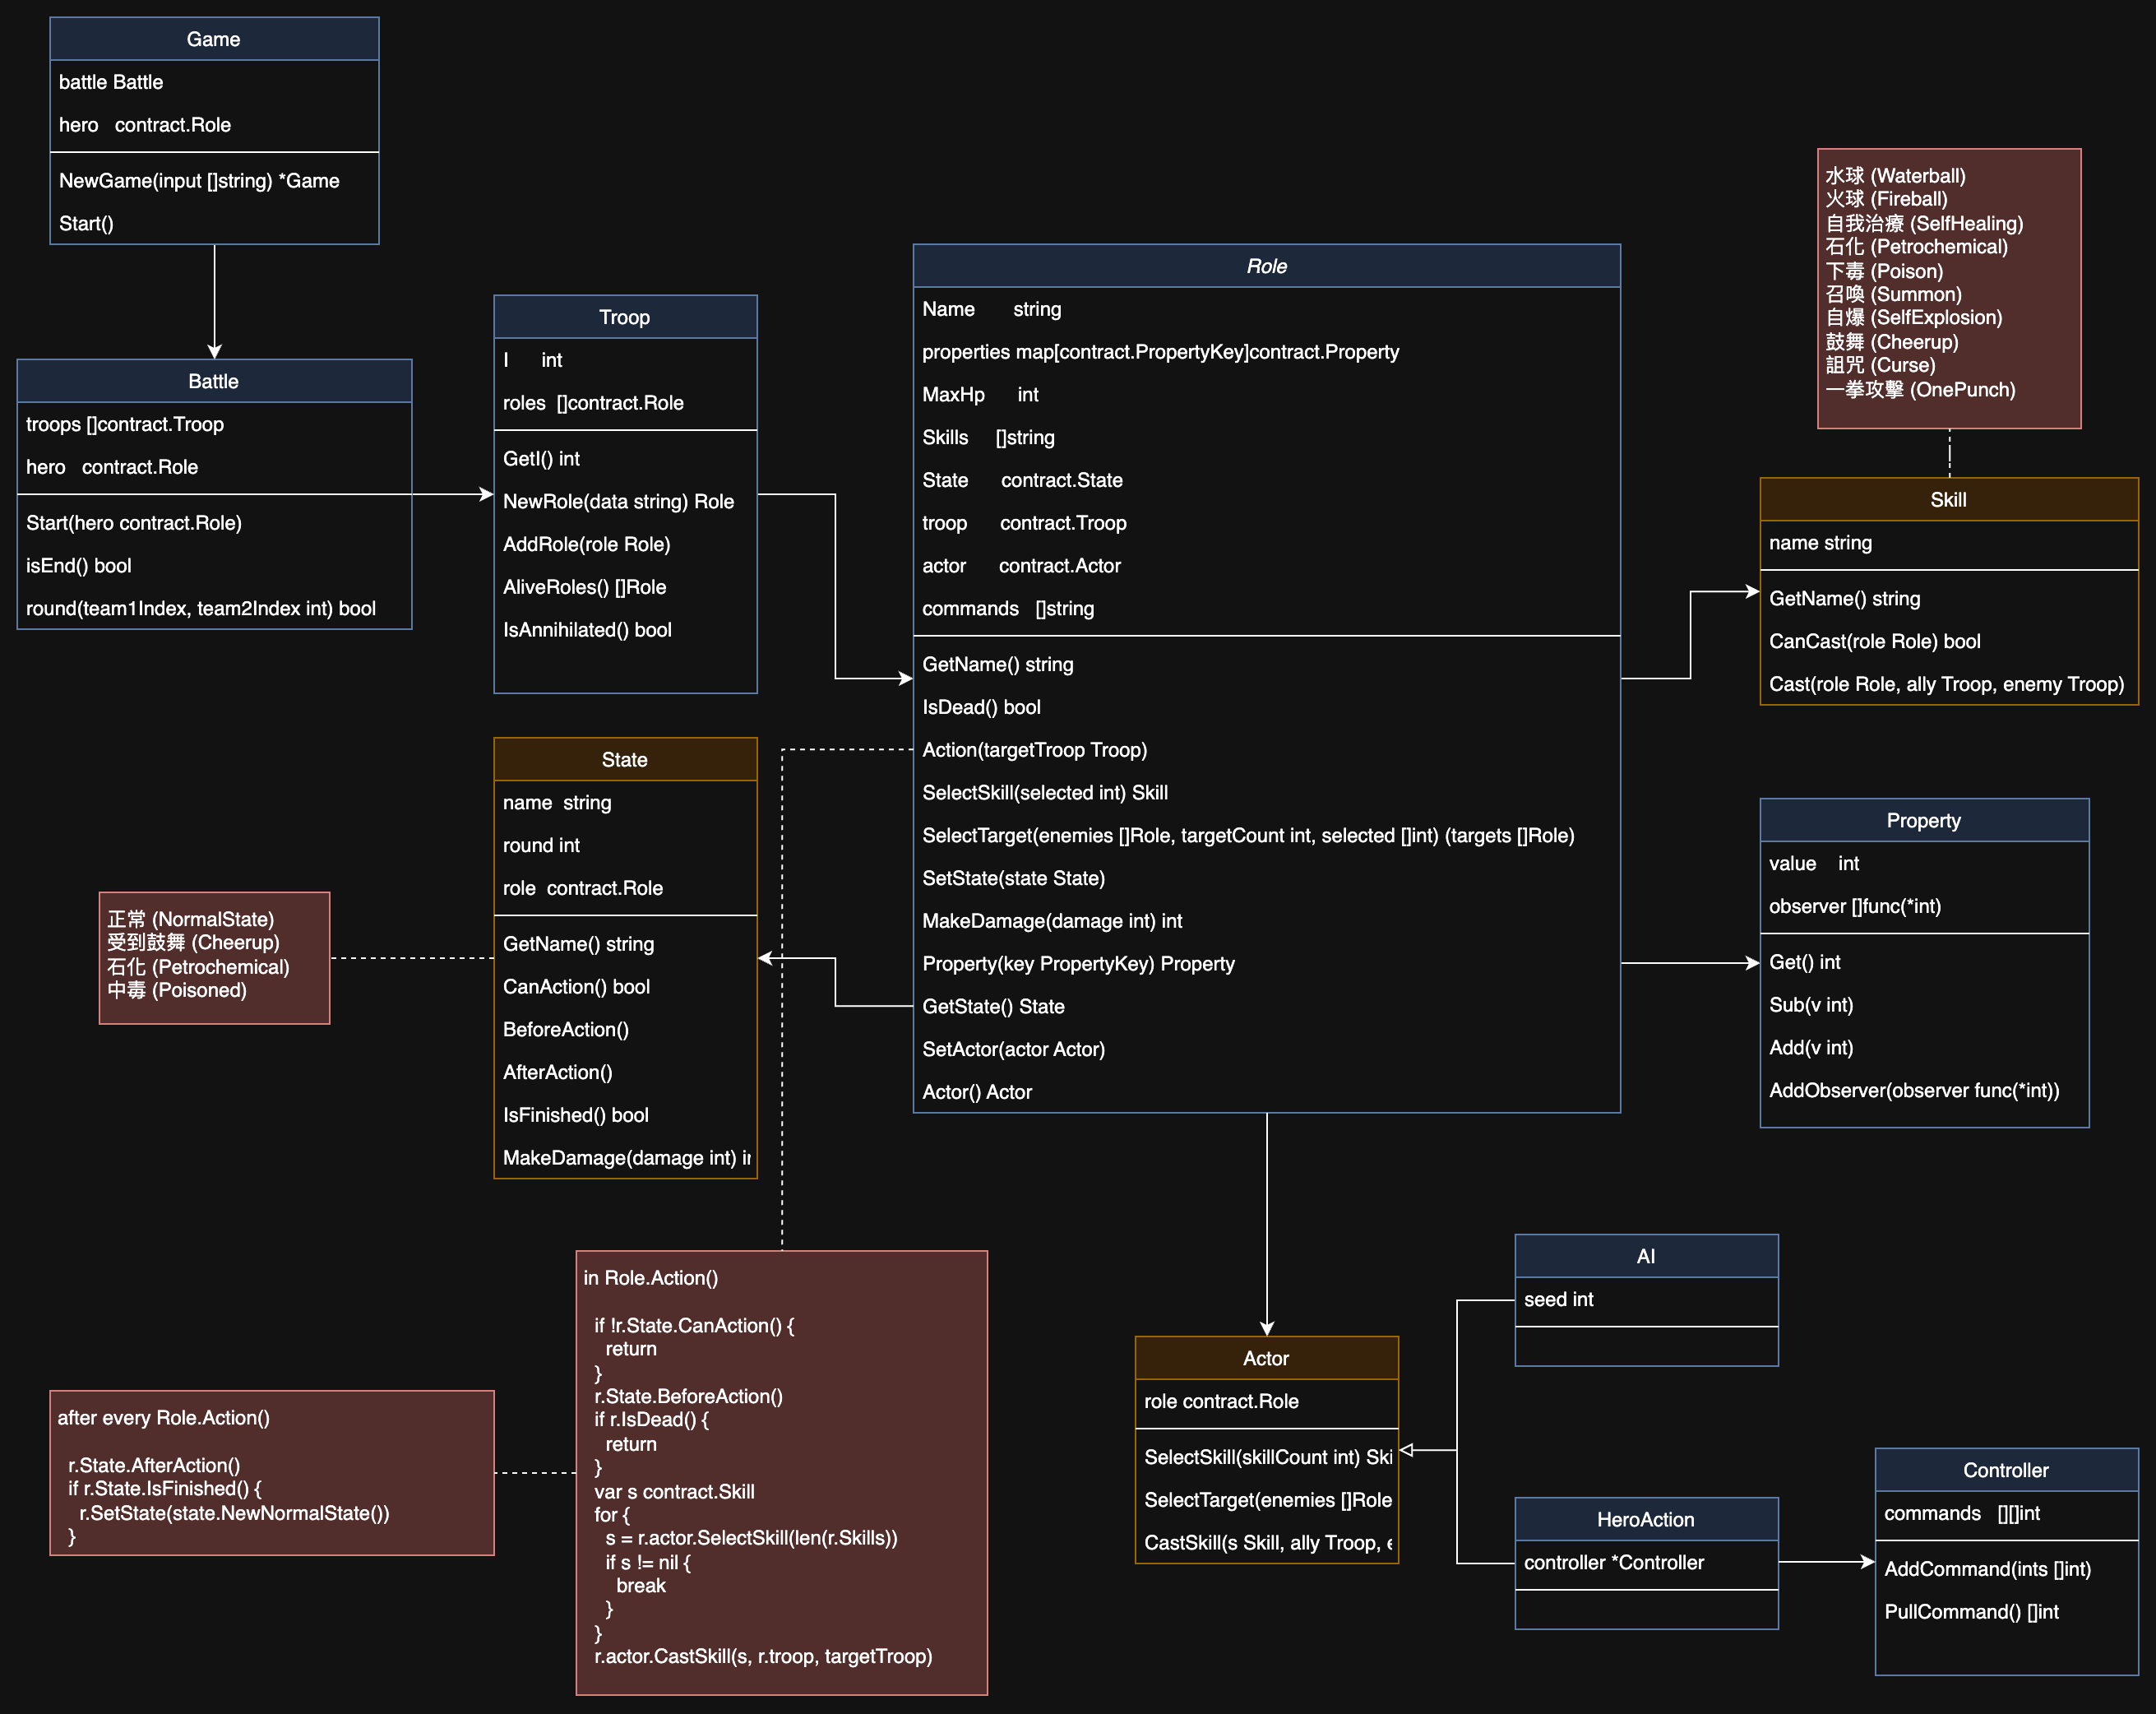 Game
battle Battle
hero contract.Role
NewGame(input []string) *Game
Start()
Battle
troops []contract.Troop
hero contract.Role
Start(hero contract.Role)
isEnd() bool
round(team1Index, team2Index int) bool
Troop
I int
roles []contract.Role
GetI() int
NewRole(data string) Role
AddRole(role Role)
AliveRoles() []Role
IsAnnihilated() bool
Role
Name string
properties map[contract.PropertyKey]contract.Property
MaxHp int
Skills []string
State contract.State
troop contract.Troop
actor contract.Actor
commands []string
GetName() string
IsDead() bool
Action(targetTroop Troop)
SelectSkill(selected int) Skill
SelectTarget(enemies []Role, targetCount int, selected []int) (targets []Role)
SetState(state State)
MakeDamage(damage int) int
Property(key PropertyKey) Property
GetState() State
SetActor(actor Actor)
Actor() Actor
水球 (Waterball)
火球 (Fireball)
自我治療 (SelfHealing)
石化 (Petrochemical)
下毒 (Poison)
召喚 (Summon)
自爆 (SelfExplosion)
鼓舞 (Cheerup)
詛咒 (Curse)
一拳攻擊 (OnePunch)
Skill
name string
GetName() string
CanCast(role Role) bool
Cast(role Role, ally Troop, enemy Troop)
State
name string
round int
role contract.Role
GetName() string
CanAction() bool
BeforeAction()
AfterAction()
IsFinished() bool
MakeDamage(damage int)
正常 (NormalState)
受到鼓舞 (Cheerup)
石化 (Petrochemical)
中毒 (Poisoned)
Property
value int
observer []func(*int)
Get() int
Sub(v int)
Add(v int)
AddObserver(observer func(*int))
in Role.Action()
if !r.State.CanAction() {
return
}
r.State.BeforeAction()
if r.IsDead() {
return
}
var s contract.Skill
for {
s = r.actor.SelectSkill(len(r.Skills))
if s != nil {
break
}
}
r.actor.CastSkill(s, r.troop, targetTroop)
after every Role.Action()
r.State.AfterAction()
if r.State.IsFinished() {
r.SetState(state.NewNormalState())
}
AI
seed int
Actor
role contract.Role
SelectSkill(skillCount int)
SelectTarget(enemies []Role
CastSkill(s Skill, ally Troop,
HeroAction
controller *Controller
Controller
commands [][]int
AddCommand(ints []int)
PullCommand() []int